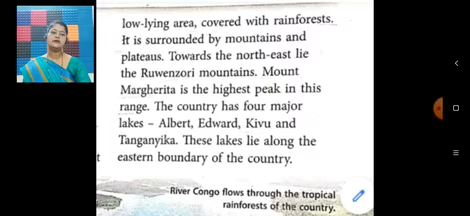 low-lying area, covered with rainforests.
It is surrounded by mountains and
plateaus. Towards the north-east lie
the Ruwenzori mountains. Mount
Margherita is the highest peak in this
range. The country has four major
lakes – Albert, Edward, Kivu and
Tanganyika. These lakes lie along the
t eastern boundary of the country.
River Congo flows through the tropical
rainforests of the country.